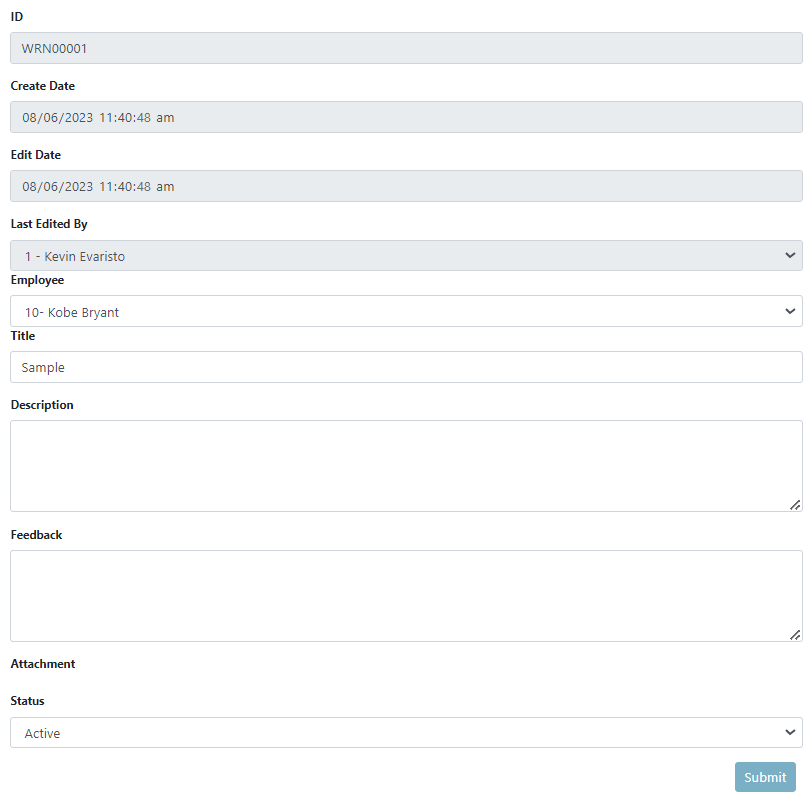 ID
WRN00001
Create Date
08/06/2023 11:40:48 am
Edit Date
08/06/2023 11:40:48 am
Last Edited By
1 - Kevin Evaristo
Employee
10- Kobe Bryant
Title
Sample
Description
Feedback
Attachment
Status
Active
Submit